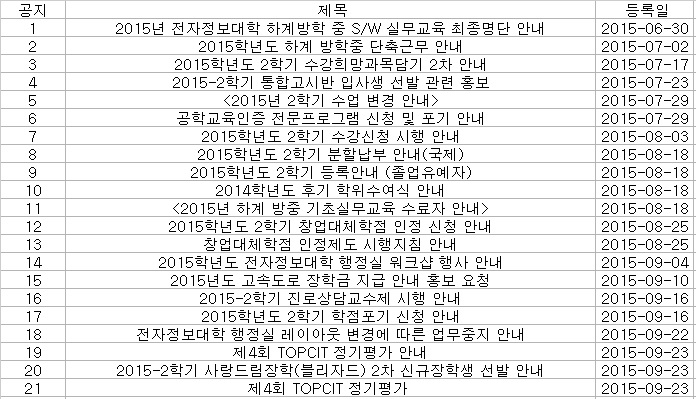 공지 제목 등록일
1 2015년 전자정보대학 하계방학 중 S/W 실무교육 최종명단 안내 2015-06-30
2 2015학년도 하계 방학중 단축근무 안내 2015-07-02
3 2015학년도 2학기 수강희망과목담기 2차 안내 2015-07-17
4 2015-2학기 통합고시반 입사생 선발 관련 홍보 2015-07-23
5 <2015년 2학기 수업 변경 안내> 2015-07-29
6 공학교육인증 전문프로그램 신청 및 포기 안내 2015-07-29
7 2015학년도 2학기 수강신청 시행 안내 2015-08-03
8 2015학년도 2학기 분할납부 안내(국제) 2015-08-18
9 2015학년도 2학기 등록안내 (졸업유예자) 2015-08-18
10 2014학년도 후기 학위수여식 안내 2015-08-18
11 <2015년 하계 방중 기초실무교육 수료자 안내> 2015-08-18
12 2015학년도 2학기 창업대체학점 인정 신청 안내 2015-08-25
13 창업대체학점 인정제도 시행지침 안내 2015-08-25
14 2015학년도 전자정보대학 행정실 워크샵 행사 안내 2015-09-04
15 2015년도 고속도로 장학금 지급 안내 홍보 요청 2015-09-10
16 2015-2학기 진로상담교수제 시행 안내 2015-09-16
17 2015학년도 2학기 학점포기 신청 안내 2015-09-16
18 전자정보대학 행정실 레이아웃 변경에 따른 업무중지 안내 2015-09-22
19 제4회 TOPCIT 정기평가 안내 2015-09-23
20 2015-2학기 사랑드림장학(블리자드) 2차 신규장학생 선발 안내 2015-09-23
21 제4회 TOPCIT 정기평가 2015-09-23